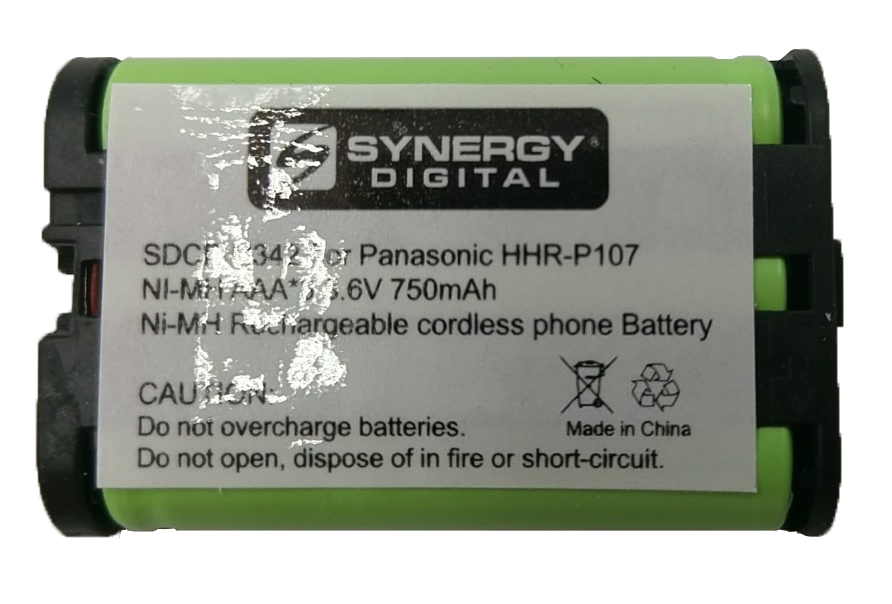 SYNERGY®
DIGITAL
For Panasonic HHR-P107
750mAh
Ni-MH Rechargeable cordless phone Battery
CAUTION:
Do not overcharge batteries.
Made in China
Do not open, dispose of in fire or short-circuit.